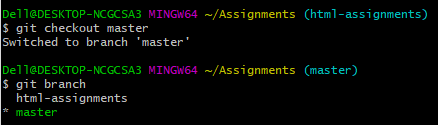 Dell@DESKTOP-NCGCSA3 MINGW64 ~/Assignments (html-assignments)
$ git checkout master
Switched to branch 'master'
Dell@DESKTOP-NCGCSA3 MINGW64 ~/Assignments (master)
$ git branch
  html-assignments
* master